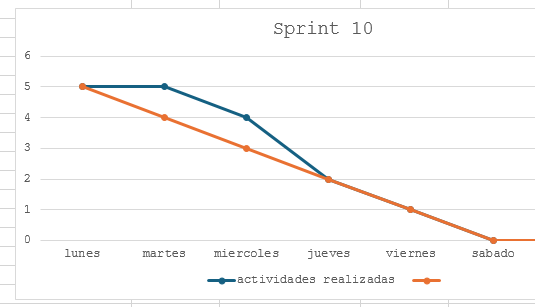 Sprint 10
6
5
4
3
2
1
0
lunes martes miercoles jueves viernes sabado
actividades realizadas